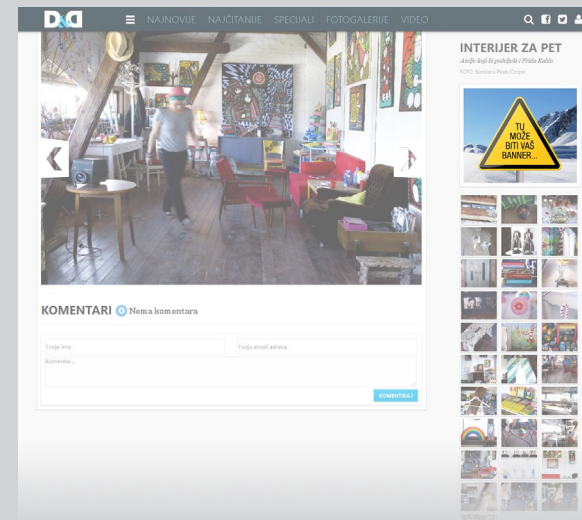 D&D
NAJNOVIJE NAJČITANIJE SPECIJALI FOTOGALERIJE VIDEO
INTERIJER ZA PET
Atelje koji bi poželjela i Frida Kahlo
TU
MOŽE
BITI VAŠ
BANNER...
KOMENTARI 0 Nema komentara
Tvoje ime
Tvoja email adresa
Komentar...
KOMENTIRAJ